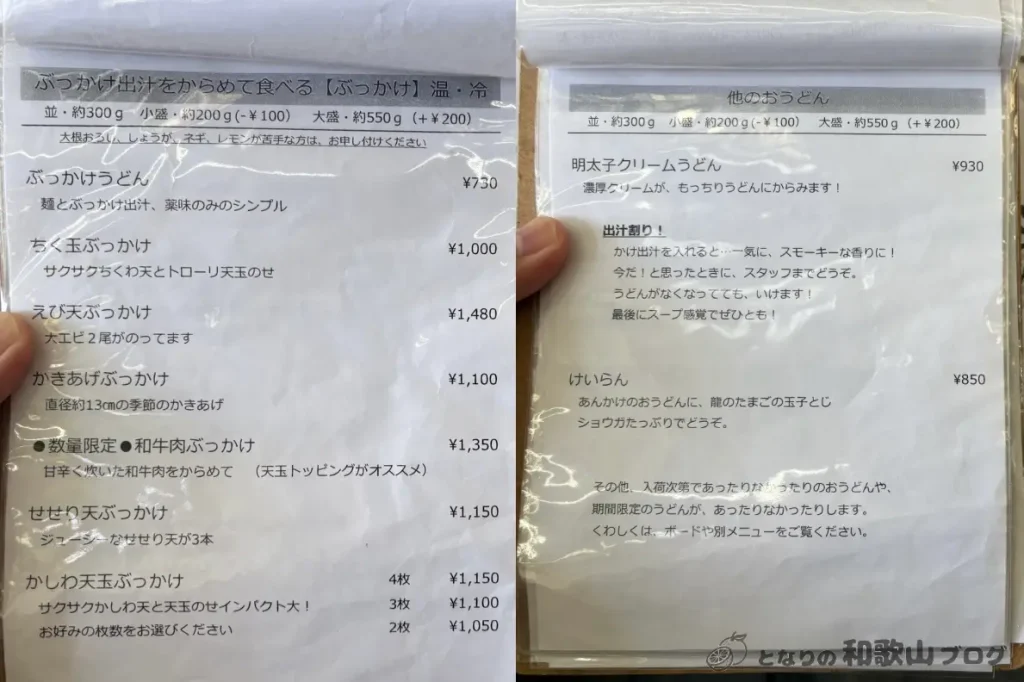 ぶっかけ出汁をからめて食べる【ぶっかけ】温・冷
並・約300ｇ 小盛・約200ｇ(-￥100) 大盛・約550ｇ（+￥200）
大根おろし、しょうが、ネギ、レモンが苦手な方は、お申し付けください
ぶっかけうどん ¥730
麺とぶっかけ出汁、薬味のみのシンプル
ちく玉ぶっかけ ¥1,000
サクサクちくわ天とトローリ天玉のせ
えび天ぶっかけ ¥1,480
大エビ２尾がのってます
かきあげぶっかけ ¥1,100
直径約13㎝の季節のかきあげ
●数量限定●和牛肉ぶっかけ ¥1,350
甘辛く炊いた和牛肉をからめて （天玉トッピングがオススメ）
せせり天ぶっかけ ¥1,150
ジューシーなせせり天が3本
かしわ天玉ぶっかけ 4枚 ¥1,150
サクサクかしわ天と天玉のせインパクト大！ 3枚 ¥1,100
お好みの枚数をお選びください 2枚 ¥1,050
他のおうどん
並・約300ｇ 小盛・約200ｇ(-￥100) 大盛・約550ｇ（+￥200）
明太子クリームうどん ¥930
濃厚クリームが、もっちりうどんにからみます！
出汁割り！
かけ出汁を入れると…一気に、スモーキーな香りに！
今だ！と思ったときに、スタッフまでどうぞ。
うどんがなくなってても、いけます！
最後にスープ感覚でぜひとも！
けいらん ¥850
あんかけのおうどんに、龍のたまごの玉子とじ
ショウガたっぷりでどうぞ。
その他、入荷次第であったりなかったりのおうどんや、
期間限定のうどんが、あったりなかったりします。
くわしくは、ボードや別メニューをご覧ください。
となりの和歌山ブログ